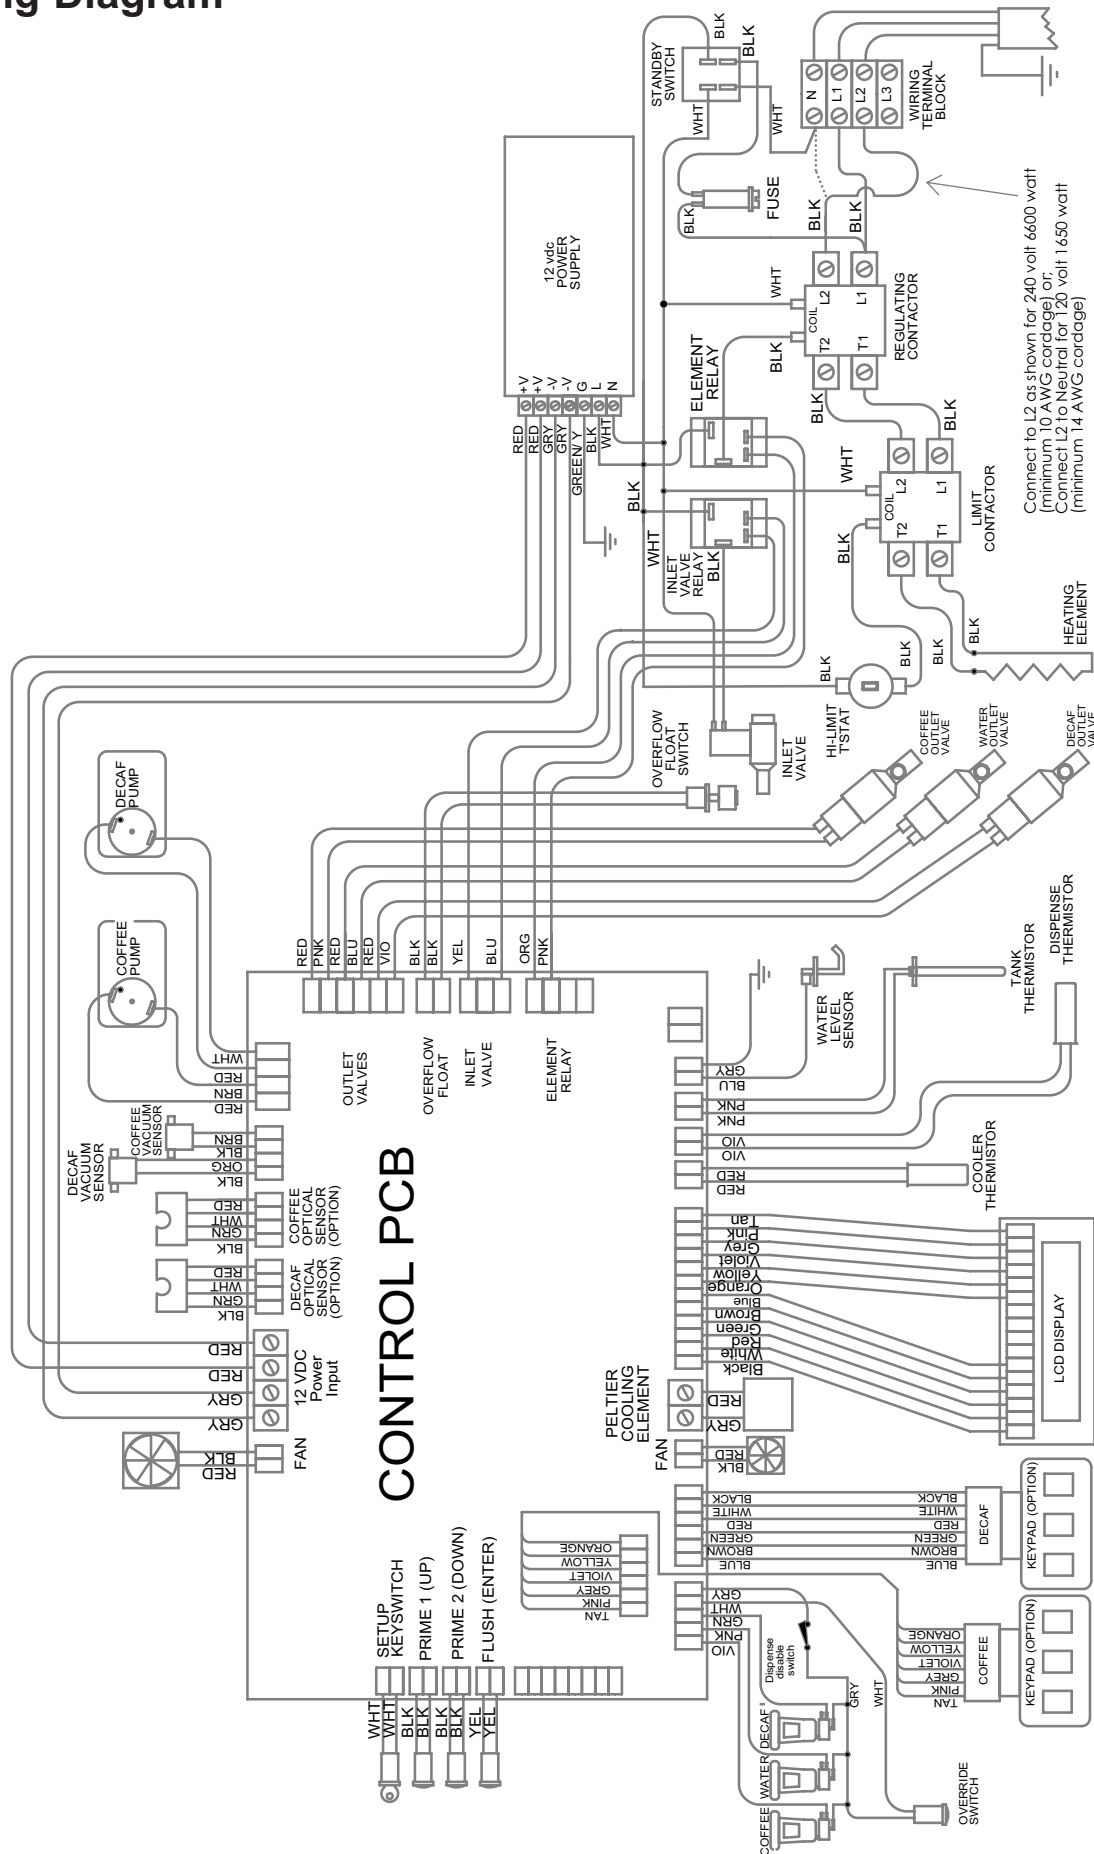 ng Diagram
BLK
BLK
STANDBY
SWITCH
WHT
WHT
N
L1
L2
L3
WIRING
TERMINAL
BLOCK
12 vdc
POWER
SUPPLY
+V
+V
-V
-V
G
L
N
RED
RED
GRY
GRY
GREEN/ Y
BLK
WHT
BLK
FUSE
BLK
BLK
WHT
BLK
COIL
L2
L1
T2
T1
REGULATING
CONTACTOR
ELEMENT
RELAY
BLK
BLK
Connect to L2 as shown for 240 volt 6600 watt
(minimum 10 AWG cordage) or;
Connect L2 to Neutral for 120 volt 1650 watt
(minimum 14 AWG cordage)
BLK
WHT
INLET
VALVE
RELAY
BLK
WHT
BLK
COIL
L2
L1
T2
T1
LIMIT
CONTACTOR
BLK
BLK
BLK
BLK
HEATING
ELEMENT
HI-LIMIT
T'STAT
INLET
VALVE
OVERFLOW
FLOAT
SWITCH
COFFEE
OUTLET
VALVE
WATER
OUTLET
VALVE
DECAF
OUTLET
VALVE
DECAF
PUMP
COFFEE
PUMP
RED
PNK
RED
BLU
RED
VIO
BLK
BLK
YEL
BLU
ORG
PNK
OUTLET
VALVES
OVERFLOW
FLOAT
INLET
VALVE
ELEMENT
RELAY
WHT
RED
BRN
RED
COFFEE
VACUUM
SENSOR
DECAF
VACUUM
SENSOR
BRN
BLK
ORG
BLK
RED
WHT
GRN
BLK
COFFEE
OPTICAL
SENSOR
(OPTION)
RED
WHT
GRN
BLK
DECAF
OPTICAL
SENSOR
(OPTION)
RED
RED
GRY
GRY
12 VDC
Power
Input
BLK
RED
FAN
CONTROL PCB
GRY
BLU
WATER
LEVEL
SENSOR
PNK
PNK
TANK
THERMISTOR
VIO
VIO
DISPENSE
THERMISTOR
RED
RED
COOLER
THERMISTOR
Tan
Pink
Grey
Violet
Yellow
Orange
Blue
Brown
Green
Red
White
Black
LCD DISPLAY
PELTIER
COOLING
ELEMENT
RED
GRY
FAN
RED
BLK
BLACK
WHITE
RED
GREEN
BROWN
BLUE
BLACK
WHITE
RED
GREEN
BROWN
BLUE
DECAF
KEYPAD (OPTION)
ORANGE
YELLOW
VIOLET
GREY
PINK
TAN
ORANGE
YELLOW
VIOLET
GREY
PINK
TAN
COFFEE
KEYPAD (OPTION)
GRY
WHT
GRN
PNK
VIO
Dispense
disable
switch
GRY
WHT
DECAF
WATER
COFFEE
OVERRIDE
SWITCH
SETUP
KEYSWITCH
PRIME 1 (UP)
PRIME 2 (DOWN)
FLUSH (ENTER)
WHT
WHT
BLK
BLK
BLK
BLK
YEL
YEL